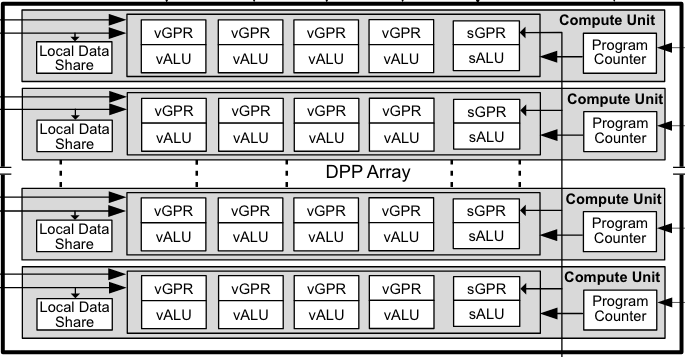 Compute Unit
vGPR vGPR vGPR vGPR sGPR
Program
Counter
Local Data
Share
vALU vALU vALU vALU sALU
Compute Unit
vGPR vGPR vGPR vGPR sGPR
Program
Counter
Local Data
Share
vALU vALU vALU vALU sALU
DPP Array
Compute Unit
vGPR vGPR vGPR vGPR sGPR
Program
Counter
Local Data
Share
vALU vALU vALU vALU sALU
Compute Unit
vGPR vGPR vGPR vGPR sGPR
Program
Counter
Local Data
Share
vALU vALU vALU vALU sALU